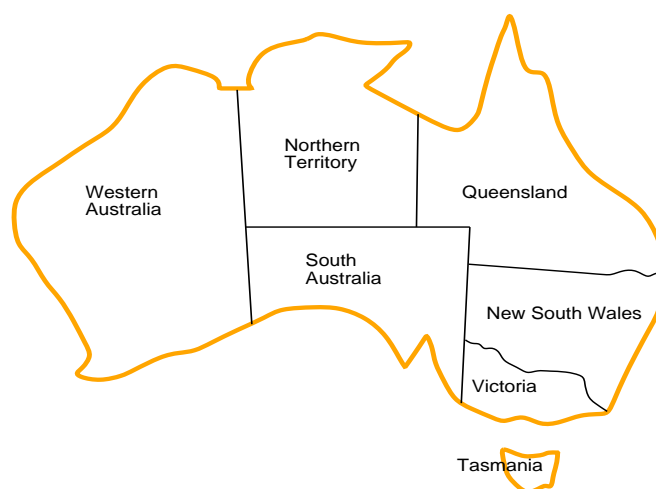 Northern
Territory
Western
Australia
Queensland
South
Australia
New South Wales
Victoria
Tasmania